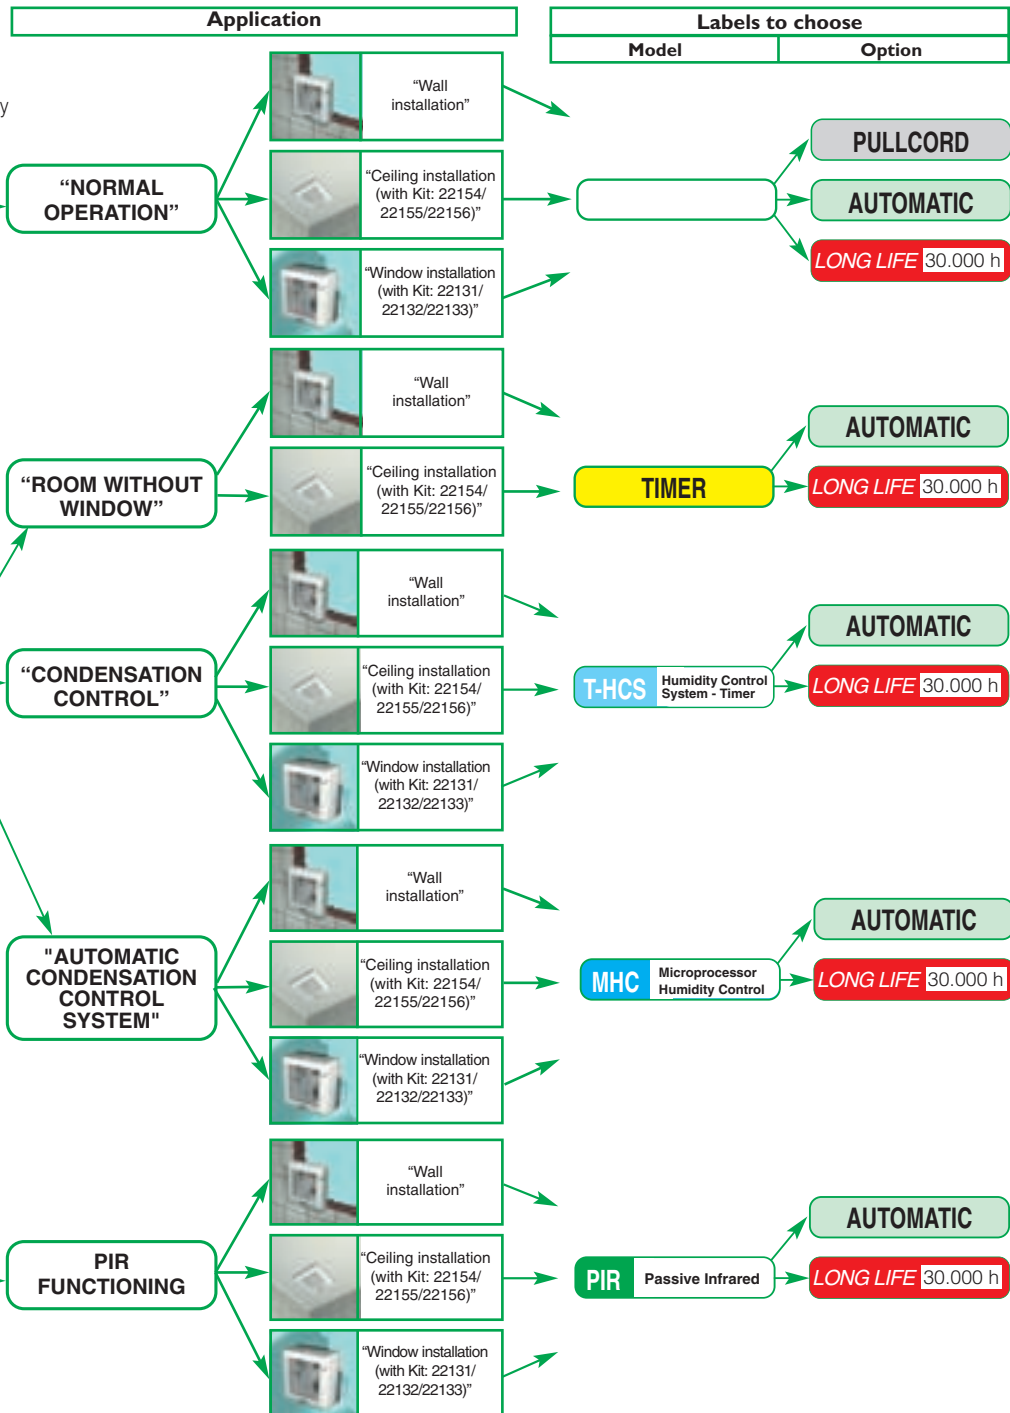 Application
Labels to choose
Model
Option
y
“NORMAL
OPERATION”
“Wall
installation”
“Ceiling installation
(with Kit: 22154/
22155/22156)”
“Window installation
(with Kit: 22131/
22132/22133)”
PULLCORD
AUTOMATIC
LONG LIFE 30.000 h
“ROOM WITHOUT
WINDOW”
“Wall
installation”
“Ceiling installation
(with Kit: 22154/
22155/22156)”
TIMER
AUTOMATIC
LONG LIFE 30.000 h
“CONDENSATION
CONTROL”
“Wall
installation”
“Ceiling installation
(with Kit: 22154/
22155/22156)”
“Window installation
(with Kit: 22131/
22132/22133)”
T-HCS
Humidity Control
System - Timer
AUTOMATIC
LONG LIFE 30.000 h
"AUTOMATIC
CONDENSATION
CONTROL
SYSTEM"
“Wall
installation”
“Ceiling installation
(with Kit: 22154/
22155/22156)”
“Window installation
(with Kit: 22131/
22132/22133)”
MHC
Microprocessor
Humidity Control
AUTOMATIC
LONG LIFE 30.000 h
PIR
FUNCTIONING
“Wall
installation”
“Ceiling installation
(with Kit: 22154/
22155/22156)”
“Window installation
(with Kit: 22131/
22132/22133)”
PIR
Passive Infrared
AUTOMATIC
LONG LIFE 30.000 h